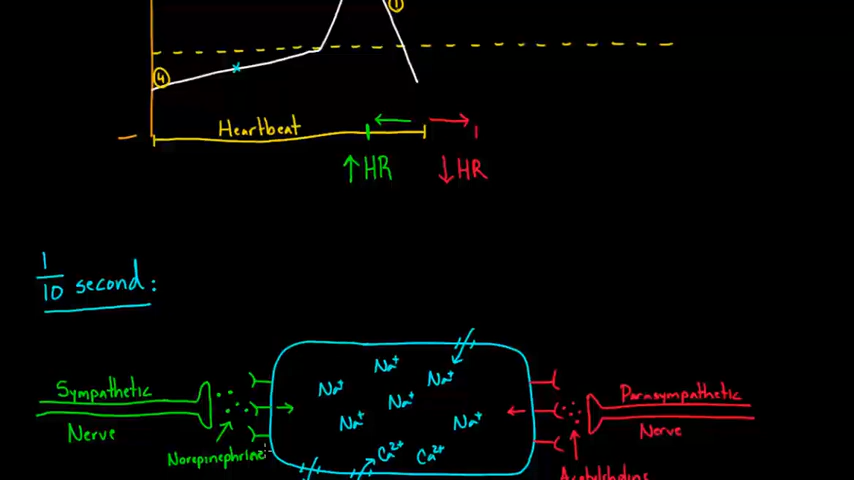 1
4
Heartbeat
↑HR
↓HR
1/10 second:
Na⁺
Na⁺
Na⁺
Na⁺
Na⁺
Na⁺
Ca²⁺
Ca²⁺
Sympathetic
Nerve
Parasympathetic
Nerve